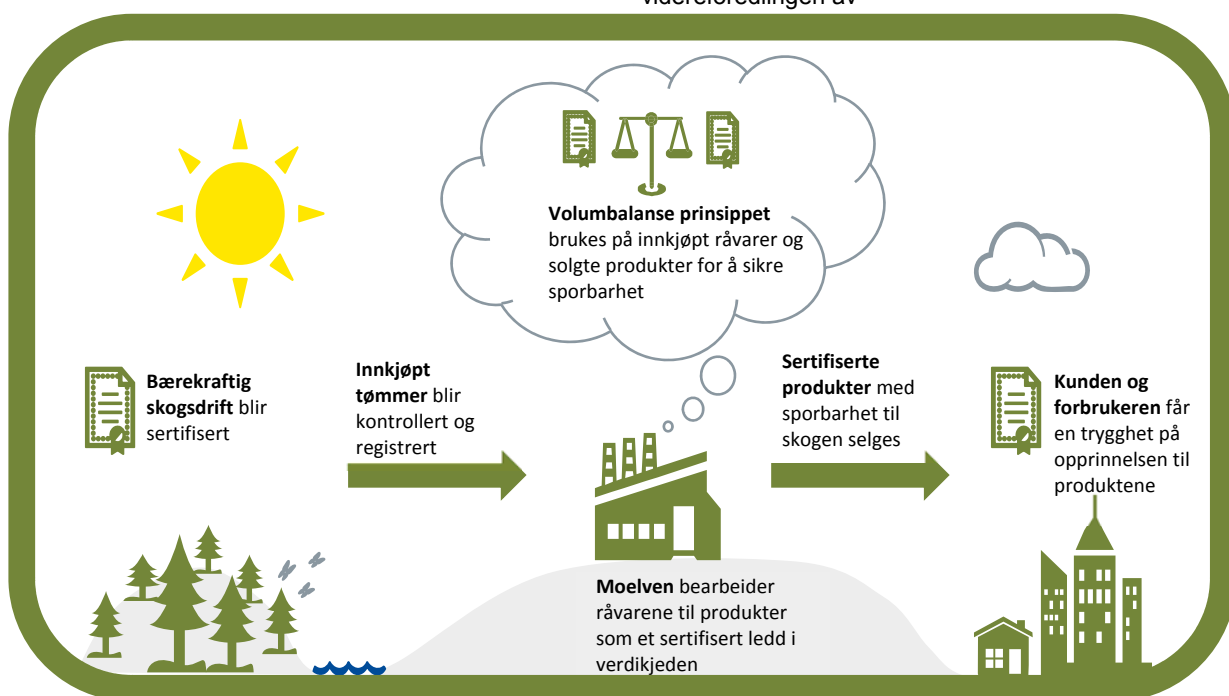 videreforedlingen av
Volumbalanse prinsippet
brukes på innkjøpt råvarer og
solgte produkter for å sikre
sporbarhet
Bærekraftig
skogsdrift blir
sertifisert
Innkjøpt
tømmer blir
kontrollert og
registrert
Sertifiserte
produkter med
sporbarhet til
skogen selges
Kunden og
forbrukeren får
en trygghet på
opprinnelsen til
produktene
Moelven bearbeider
råvarene til produkter
som et sertifisert ledd i
verdikjeden